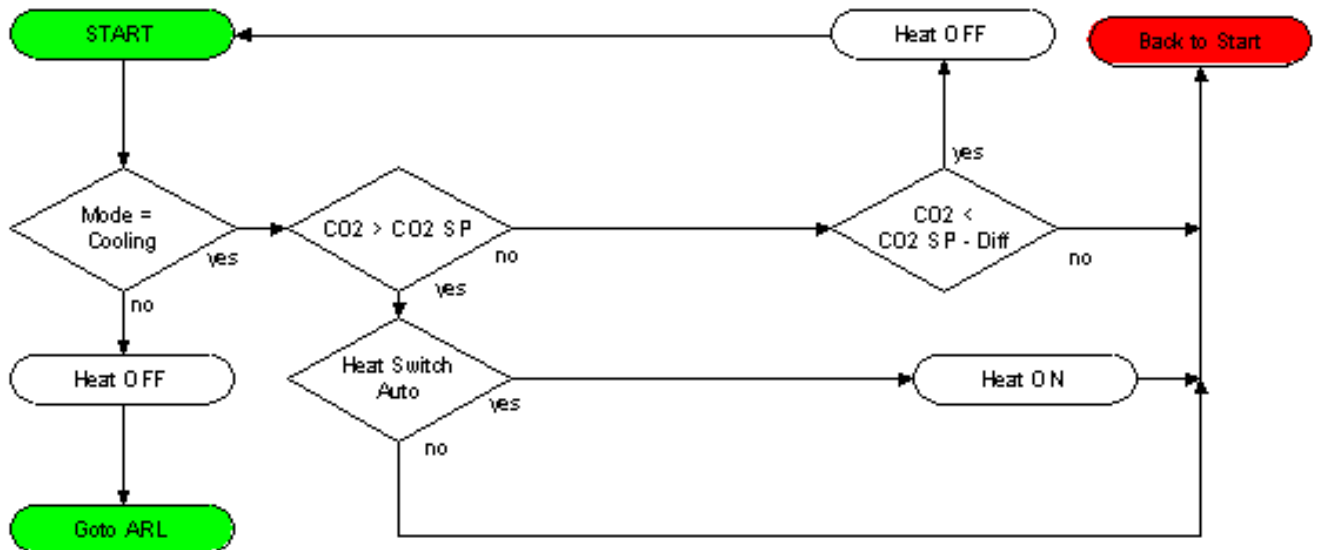 START
Heat OFF
Back to Start
yes
Mode =
Cooling
yes
no
CO2 > CO2 SP
no
yes
CO2 <
CO2 SP - Diff
no
Heat OFF
Heat Switch
Auto
yes
no
Heat ON
Goto ARL